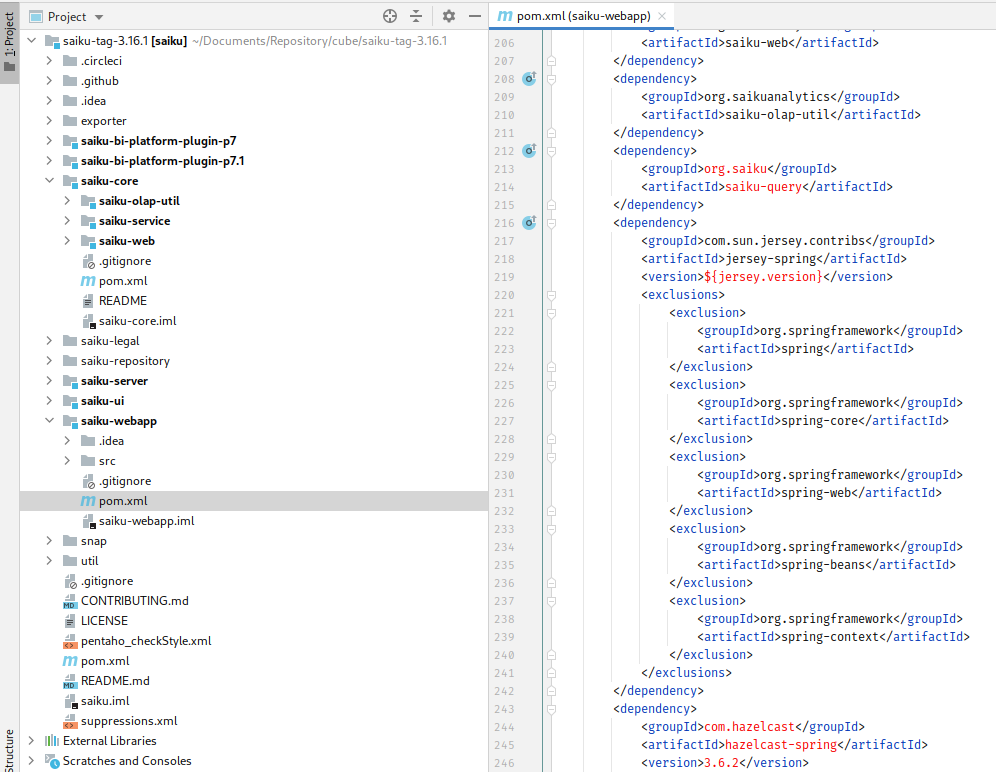 1: Project
Structure
Project
saiku-tag-3.16.1 [saiku] ~/Documents/Repository/cube/saiku-tag-3.16.1
.circleci
.github
.idea
exporter
saiku-bi-platform-plugin-p7
saiku-bi-platform-plugin-p7.1
saiku-core
saiku-olap-util
saiku-service
saiku-web
.gitignore
pom.xml
README
saiku-core.iml
saiku-legal
saiku-repository
saiku-server
saiku-ui
saiku-webapp
.idea
src
.gitignore
pom.xml
saiku-webapp.iml
snap
util
.gitignore
CONTRIBUTING.md
LICENSE
pentaho_checkStyle.xml
pom.xml
README.md
saiku.iml
suppressions.xml
External Libraries
Scratches and Consoles
pom.xml (saiku-webapp)
206 <artifactId>saiku-web</artifactId>
207 </dependency>
208 <dependency>
209 <groupId>org.saikuanalytics</groupId>
210 <artifactId>saiku-olap-util</artifactId>
211 </dependency>
212 <dependency>
213 <groupId>org.saiku</groupId>
214 <artifactId>saiku-query</artifactId>
215 </dependency>
216 <dependency>
217 <groupId>com.sun.jersey.contribs</groupId>
218 <artifactId>jersey-spring</artifactId>
219 <version>${jersey.version}</version>
220 <exclusions>
221 <exclusion>
222 <groupId>org.springframework</groupId>
223 <artifactId>spring</artifactId>
224 </exclusion>
225 <exclusion>
226 <groupId>org.springframework</groupId>
227 <artifactId>spring-core</artifactId>
228 </exclusion>
229 <exclusion>
230 <groupId>org.springframework</groupId>
231 <artifactId>spring-web</artifactId>
232 </exclusion>
233 <exclusion>
234 <groupId>org.springframework</groupId>
235 <artifactId>spring-beans</artifactId>
236 </exclusion>
237 <exclusion>
238 <groupId>org.springframework</groupId>
239 <artifactId>spring-context</artifactId>
240 </exclusion>
241 </exclusions>
242 </dependency>
243 <dependency>
244 <groupId>com.hazelcast</groupId>
245 <artifactId>hazelcast-spring</artifactId>
246 <version>3.6.2</version>